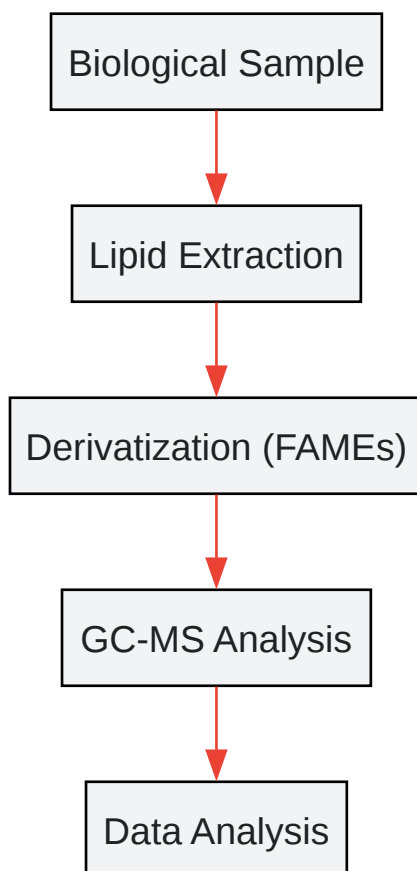 Biological Sample
Lipid Extraction
Derivatization (FAMEs)
GC-MS Analysis
Data Analysis